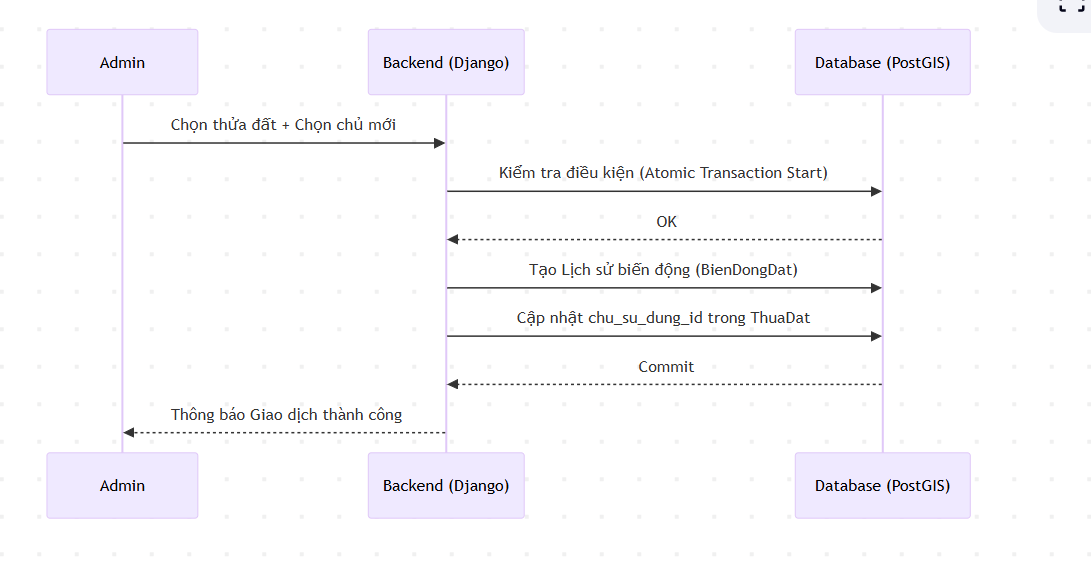 Admin
Backend (Django)
Database (PostGIS)
Chọn thửa đất + Chọn chủ mới
Kiểm tra điều kiện (Atomic Transaction Start)
OK
Tạo Lịch sử biến động (BienDongDat)
Cập nhật chu_su_dung_id trong ThuaDat
Commit
Thông báo Giao dịch thành công
Admin
Backend (Django)
Database (PostGIS)